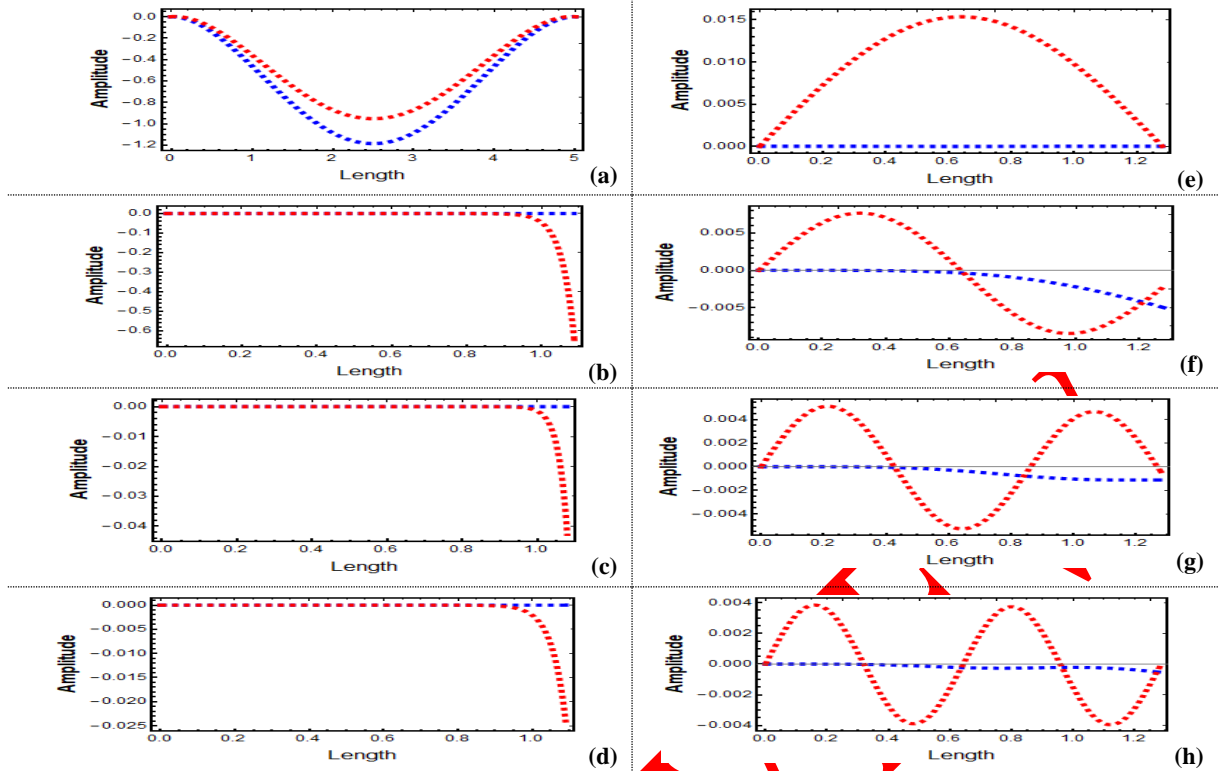 0.0
-0.2
-0.4
-0.6
-0.8
-1.0
-1.2
Amplitude
0 1 2 3 4 5
Length
(a)
0.015
0.010
0.005
0.000
Amplitude
0.0 0.2 0.4 0.6 0.8 1.0 1.2
Length
(e)
0.0
-0.1
-0.2
-0.3
-0.4
-0.5
-0.6
Amplitude
0.0 0.2 0.4 0.6 0.8 1.0
Length
(b)
0.005
0.000
-0.005
Amplitude
0.0 0.2 0.4 0.6 0.8 1.0 1.2
Length
(f)
0.00
-0.01
-0.02
-0.03
-0.04
Amplitude
0.0 0.2 0.4 0.6 0.8 1.0
Length
(c)
0.004
0.002
0.000
-0.002
-0.004
Amplitude
0.0 0.2 0.4 0.6 0.8 1.0 1.2
Length
(g)
0.000
-0.005
-0.010
-0.015
-0.020
-0.025
Amplitude
0.0 0.2 0.4 0.6 0.8 1.0
Length
(d)
0.004
0.002
0.000
-0.002
-0.004
Amplitude
0.0 0.2 0.4 0.6 0.8 1.0 1.2
Length
(h)